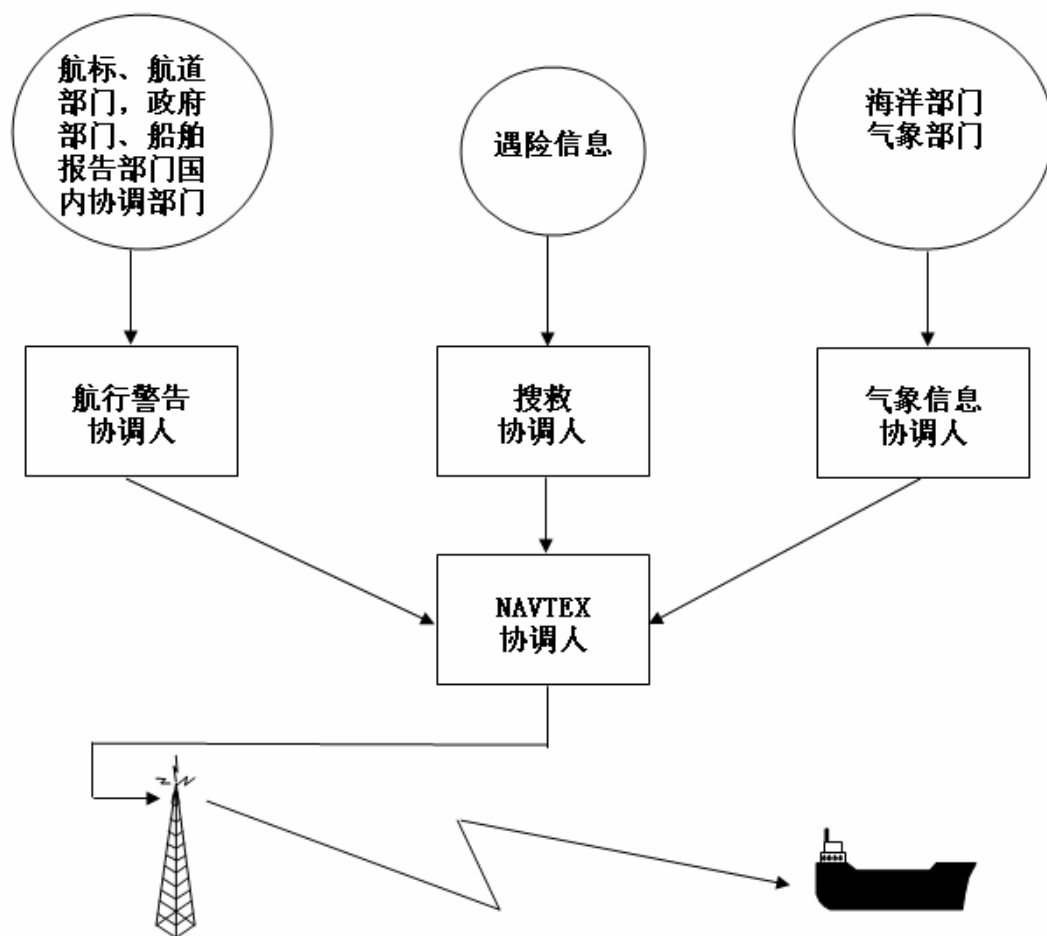 航标、航道
部门，政府
部门、船舶
报告部门国
内协调部门
遇险信息
海洋部门
气象部门
航行警告
协调人
搜救
协调人
气象信息
协调人
NAVTEX
协调人